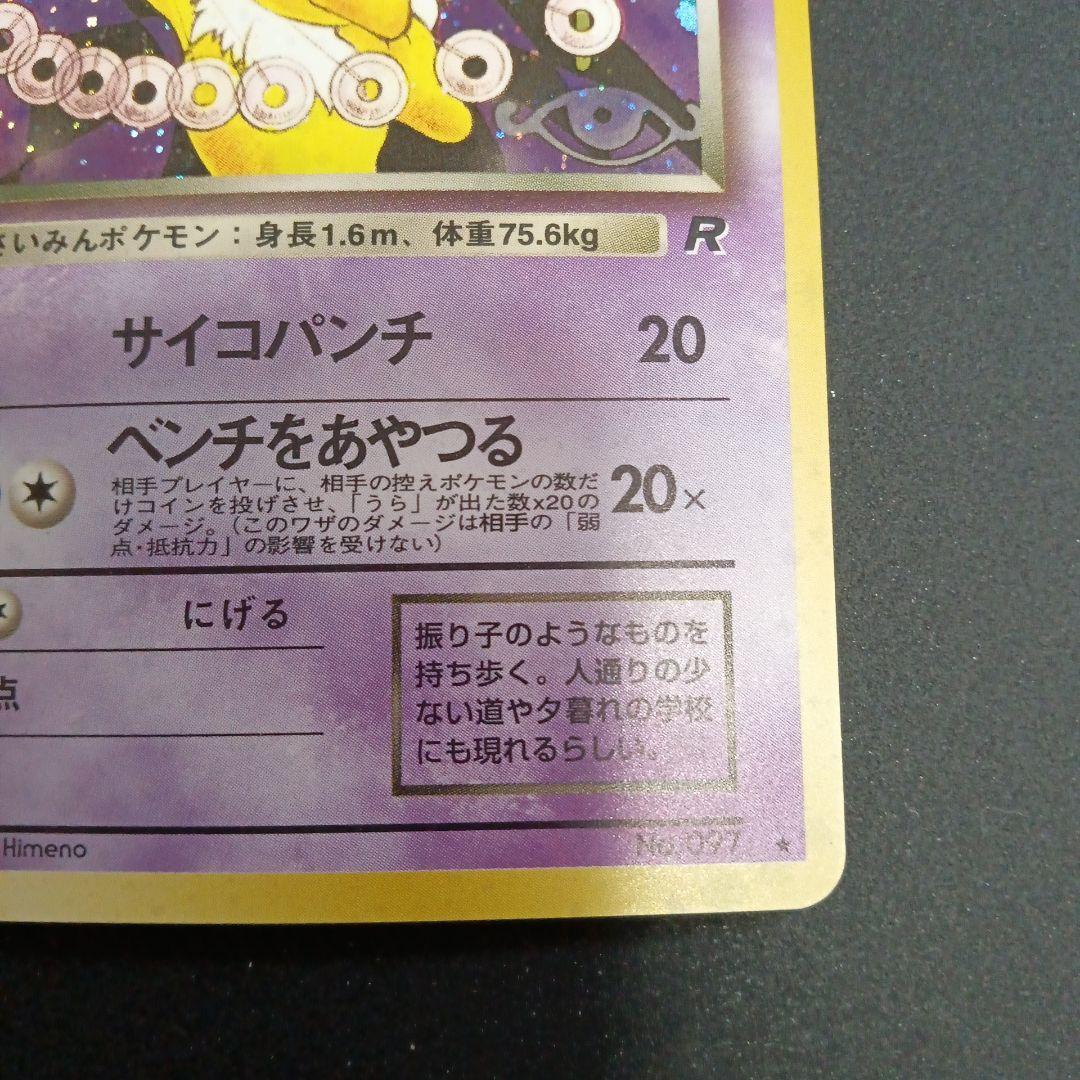 さいみんポケモン：身長1.6m、体重75.6kg
R
サイコパンチ 20
ベンチをあやつる
相手プレイヤーに、相手の控えポケモンの数だ
けコインを投げさせ、「うら」が出た数x20の
ダメージ。（このワザのダメージは相手の「弱
点・抵抗力」の影響を受けない）
20×
にげる
点
振り子のようなものを
持ち歩く。人通りの少
ない道や夕暮れの学校
にも現れるらしい。
Himeno
No.097 ★